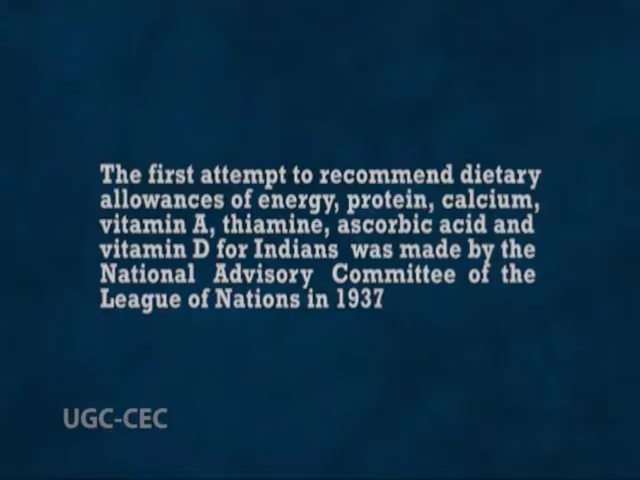 The first attempt to recommend dietary
allowances of energy, protein, calcium,
vitamin A, thiamine, ascorbic acid and
vitamin D for Indians was made by the
National Advisory Committee of the
League of Nations in 1937
UGC-CEC